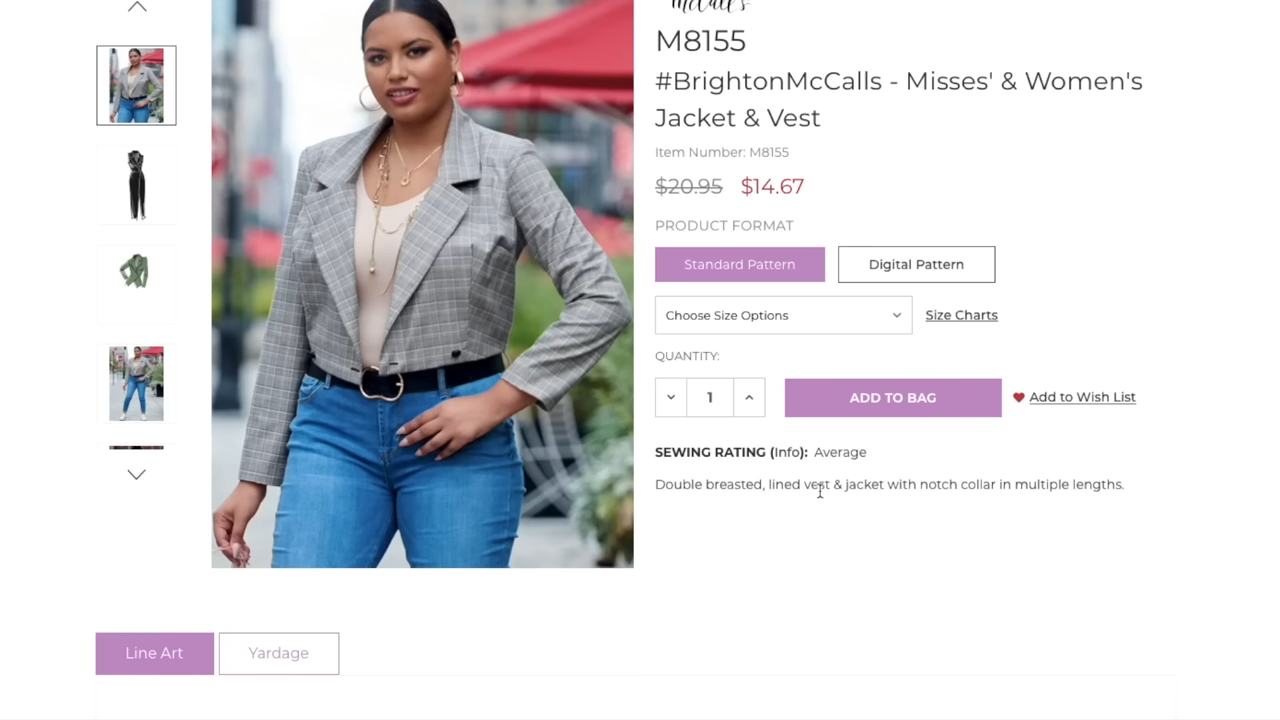 McCall's
M8155
#BrightonMcCalls - Misses' & Women's
Jacket & Vest
Item Number: M8155
$20.95 $14.67
PRODUCT FORMAT
Standard Pattern Digital Pattern
Choose Size Options Size Charts
QUANTITY:
1 ADD TO BAG Add to Wish List
SEWING RATING (Info): Average
Double breasted, lined vest & jacket with notch collar in multiple lengths.
Line Art Yardage